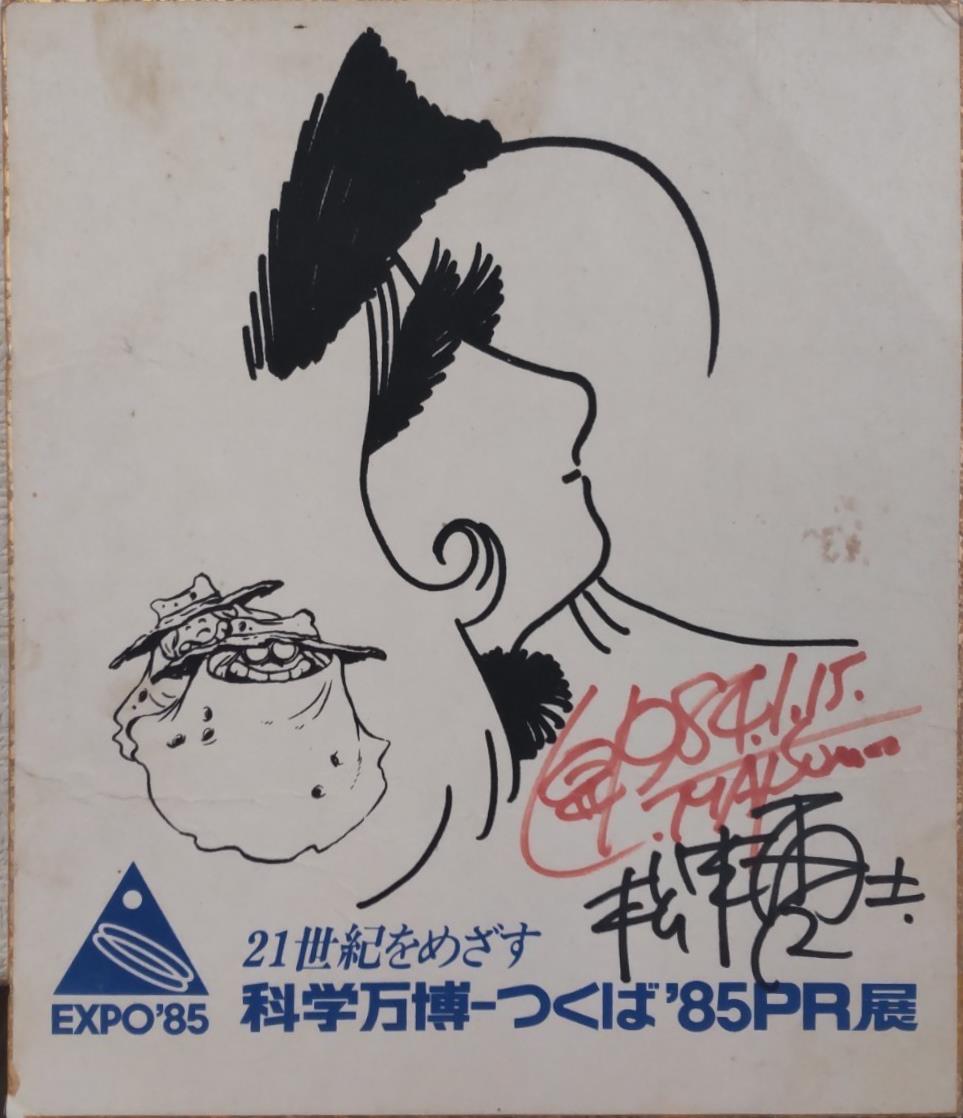 1984.1.15.
L.MATSUmoto
松本零士.
21世紀をめざす
科学万博-つくば'85PR展
EXPO'85